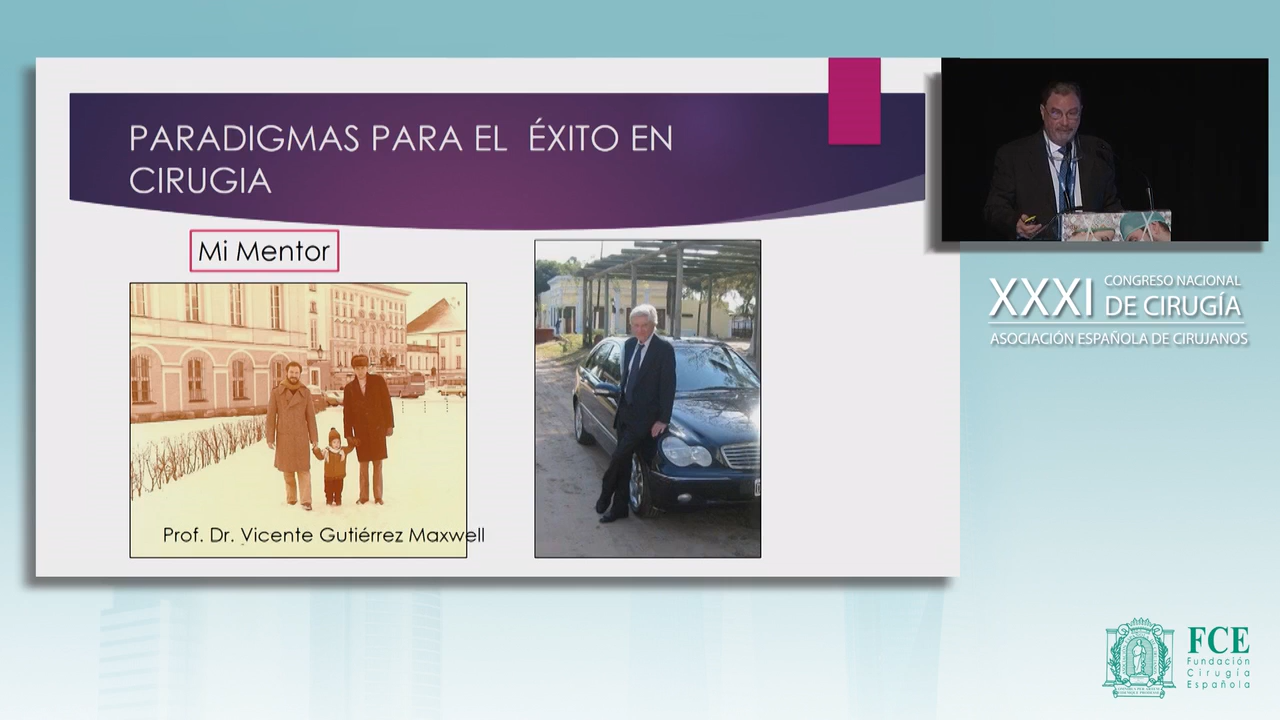 PARADIGMAS PARA EL ÉXITO EN
CIRUGIA
Mi Mentor
Prof. Dr. Vicente Gutiérrez Maxwell
XXXI CONGRESO NACIONAL
DE CIRUGÍA
ASOCIACIÓN ESPAÑOLA DE CIRUJANOS
FCE
Fundación
Cirugía
Española